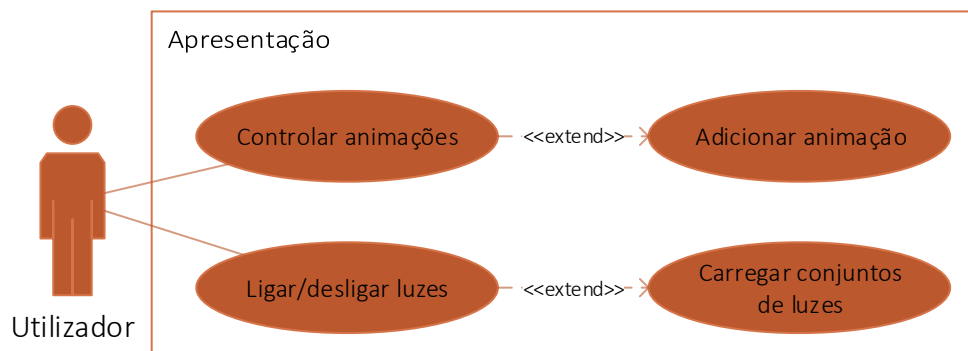 Apresentação
Controlar animações
<<extend>>
Adicionar animação
Ligar/desligar luzes
<<extend>>
Carregar conjuntos
de luzes
Utilizador